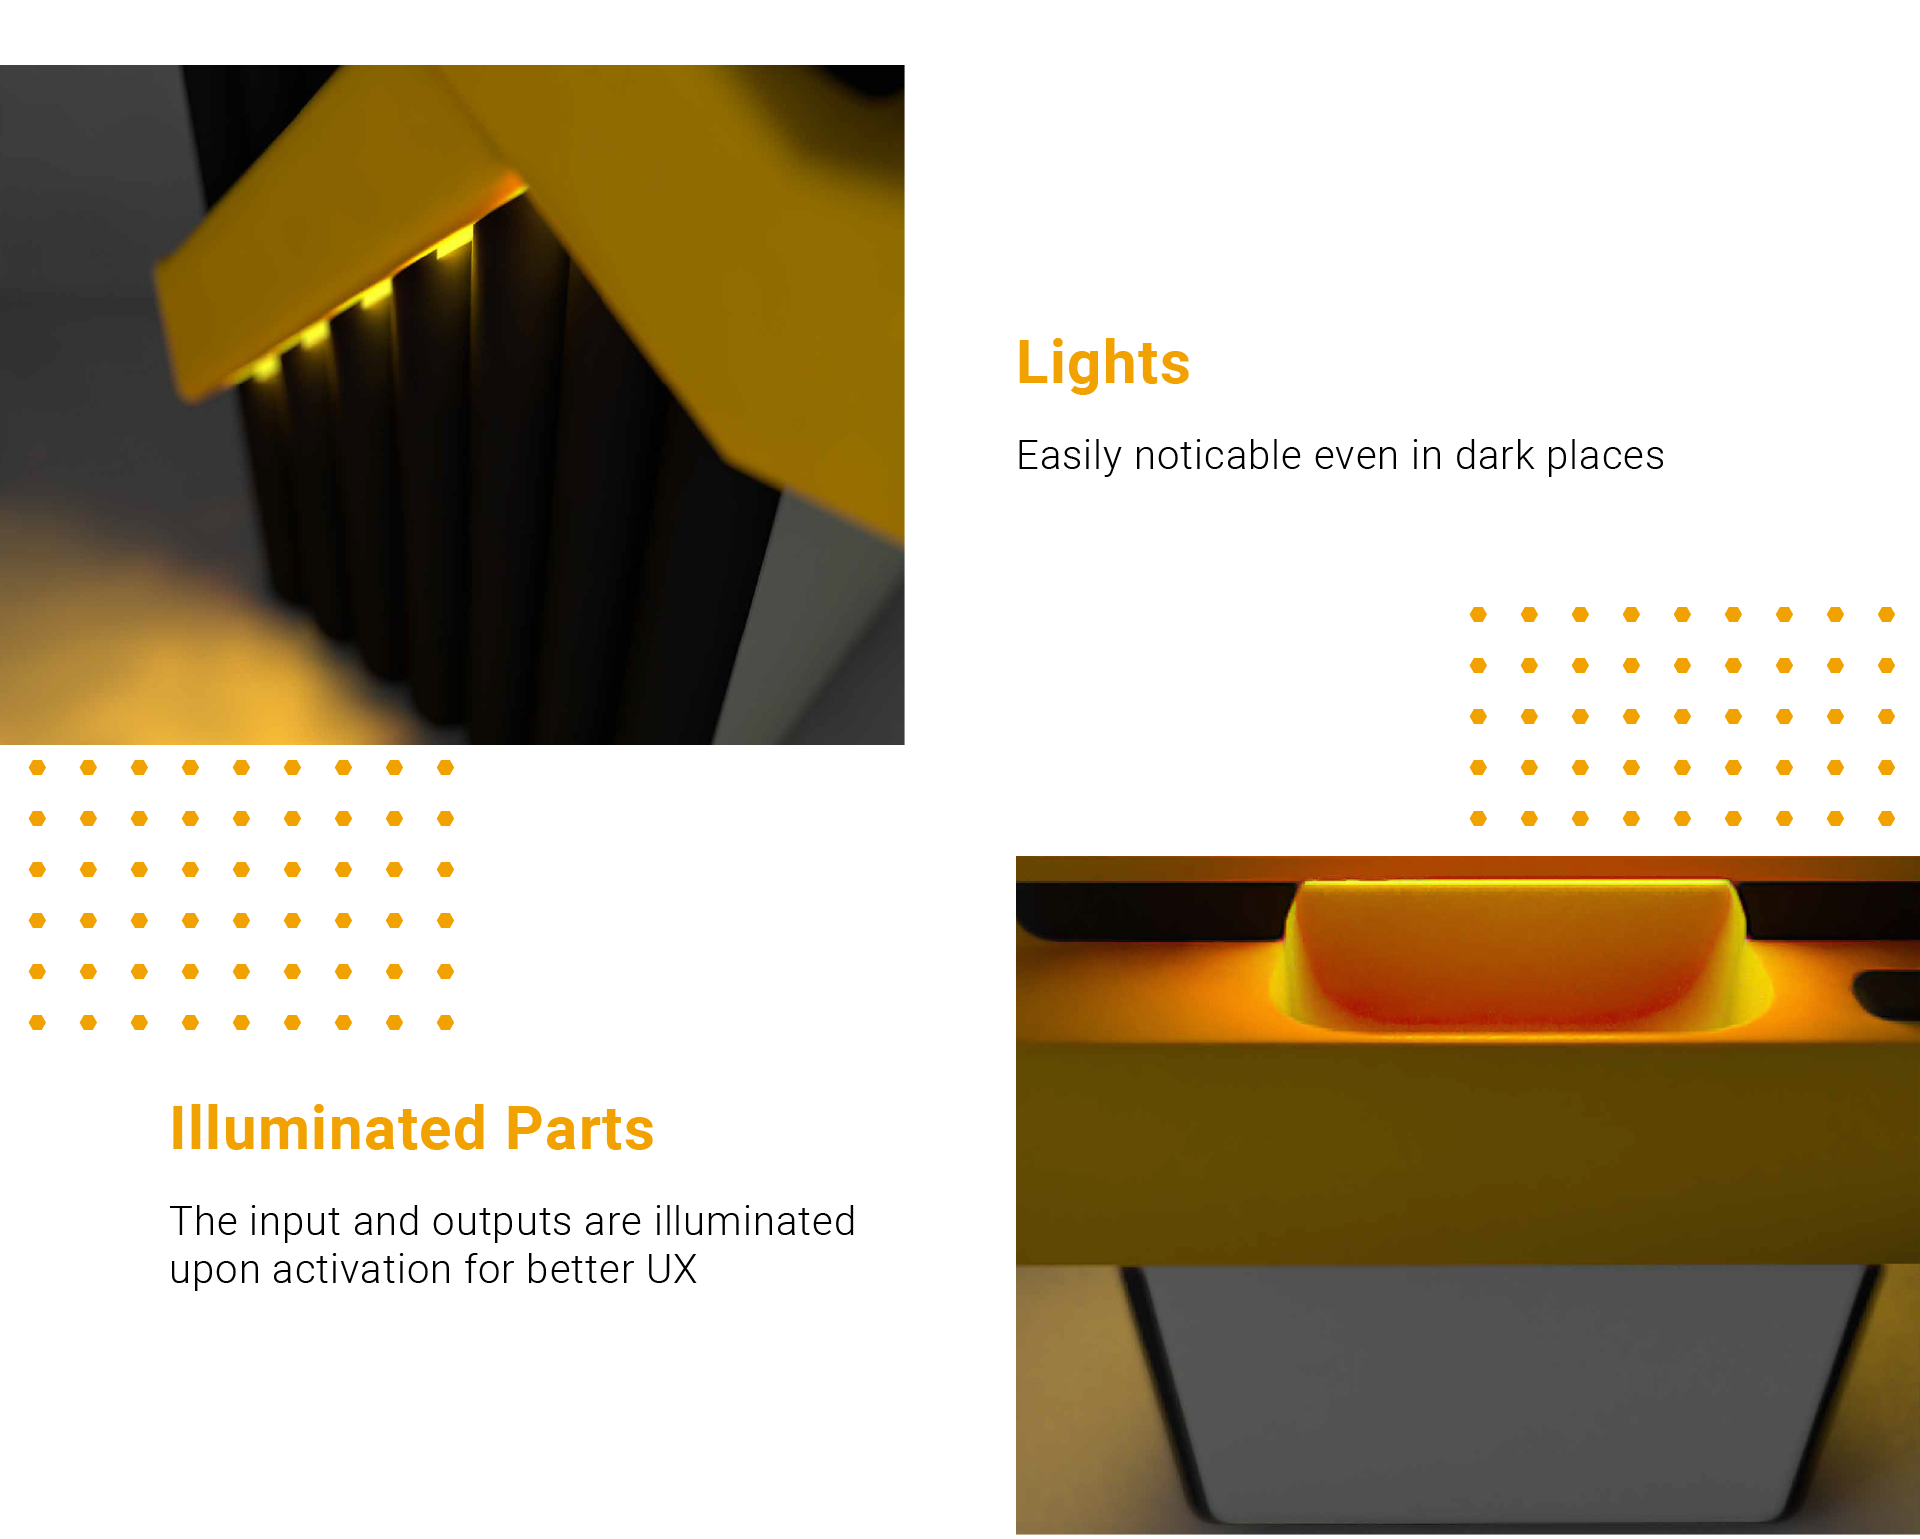 Lights
Easily noticable even in dark places
Illuminated Parts
The input and outputs are illuminated
upon activation for better UX